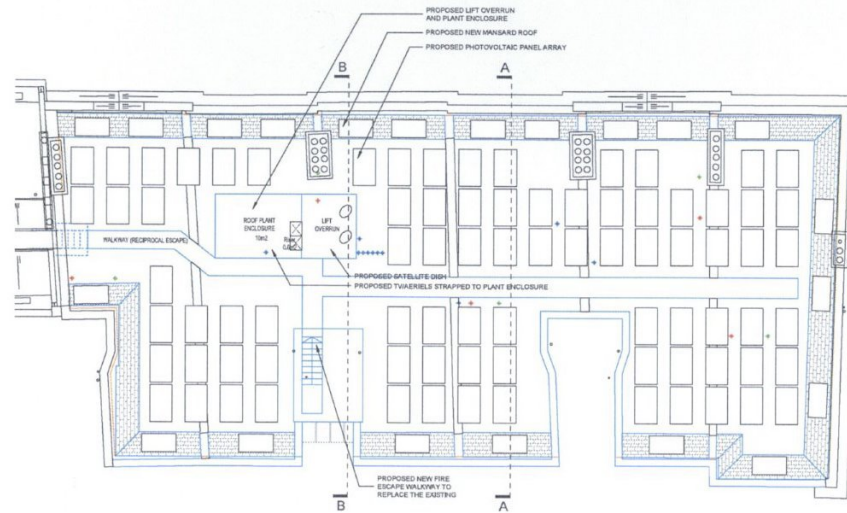 PROPOSED LIFT OVERRUN
AND PLANT ENCLOSURE
PROPOSED NEW MANSARD ROOF
PROPOSED PHOTOVOLTAIC PANEL ARRAY
B
A
ROOF PLANT
ENCLOSURE
10m2
LIFT
OVERRUN
Riser
WALKWAY (RECIPROCAL ESCAPE)
PROPOSED SATELLITE DISH
PROPOSED TV/AERIELS STRAPPED TO PLANT ENCLOSURE
PROPOSED NEW FIRE
ESCAPE WALKWAY TO
REPLACE THE EXISTING
B
A